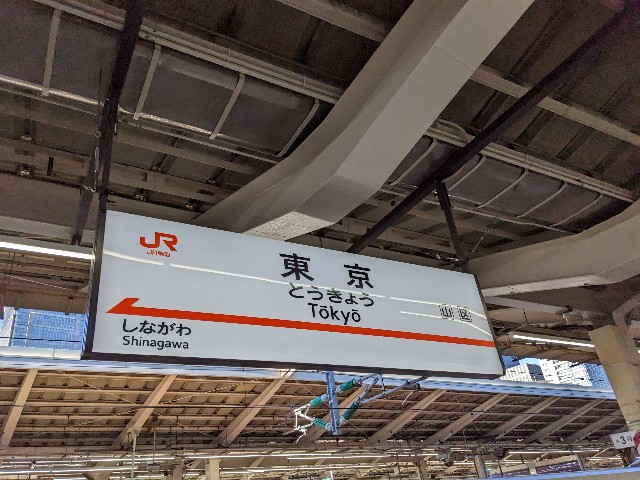 JR
JR東海
東京
とうきょう
Tōkyō
山 区
しながわ
Shinagawa